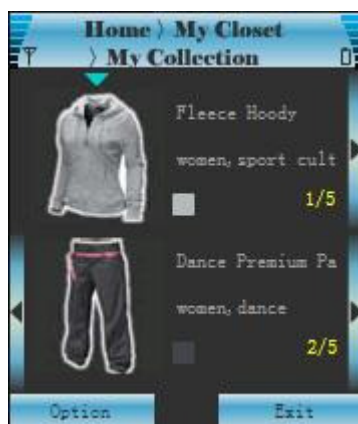 Home 〉 My Closet
〉 My Collection
Fleece Hoody
women, sport cult
1/5
Dance Premium Pa
women, dance
2/5
Option
Exit